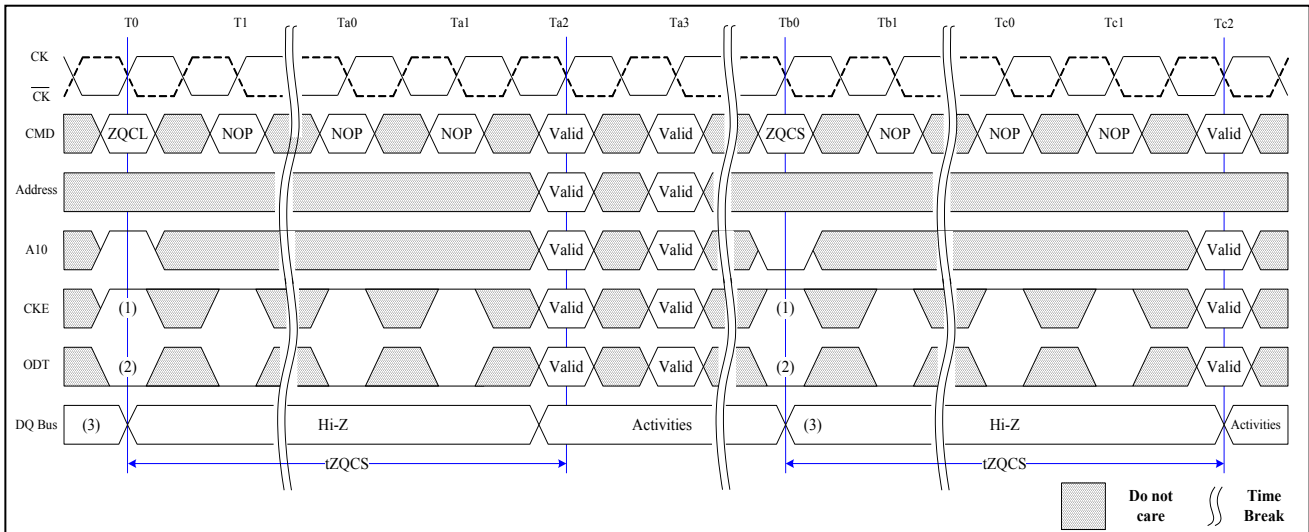 T0 T1 Ta0 Ta1 Ta2 Ta3 Tb0 Tb1 Tc0 Tc1 Tc2
CK
CK
CMD ZQCL NOP NOP NOP Valid Valid ZQCS NOP NOP NOP Valid
Address Valid Valid
A10 Valid Valid Valid
CKE (1) Valid Valid (1) Valid
ODT (2) Valid Valid (2) Valid
DQ Bus (3) Hi-Z Activities (3) Hi-Z Activities
tZQCS tZQCS
Do not care Time Break